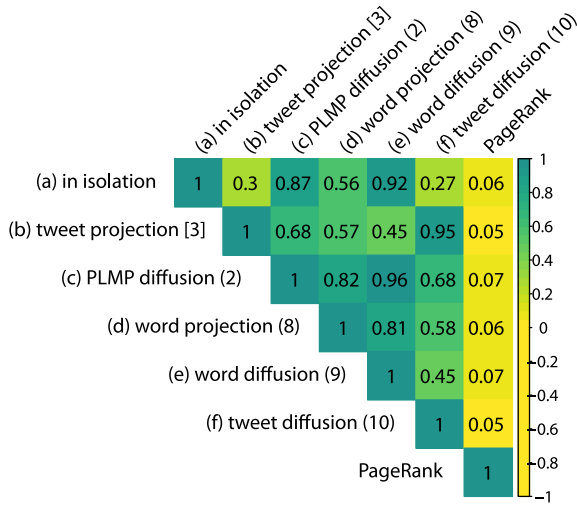 (a) in isolation
(b) tweet projection [3]
(c) PLMP diffusion (2)
(d) word projection (8)
(e) word diffusion (9)
(f) tweet diffusion (10)
PageRank
(a) in isolation 1 0.3 0.87 0.56 0.92 0.27 0.06
(b) tweet projection [3] 1 0.68 0.57 0.45 0.95 0.05
(c) PLMP diffusion (2) 1 0.82 0.96 0.68 0.07
(d) word projection (8) 1 0.81 0.58 0.06
(e) word diffusion (9) 1 0.45 0.07
(f) tweet diffusion (10) 1 0.05
PageRank 1
1
0.8
0.6
0.4
0.2
0
-0.2
-0.4
-0.6
-0.8
-1